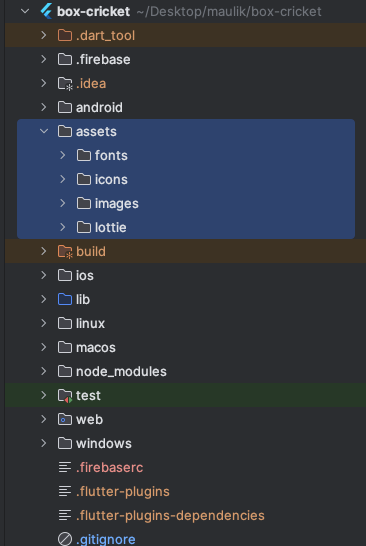 box-cricket ~/Desktop/maulik/box-cricket
.dart_tool
.firebase
.idea
android
assets
fonts
icons
images
lottie
build
ios
lib
linux
macos
node_modules
test
web
windows
.firebaserc
.flutter-plugins
.flutter-plugins-dependencies
.gitignore